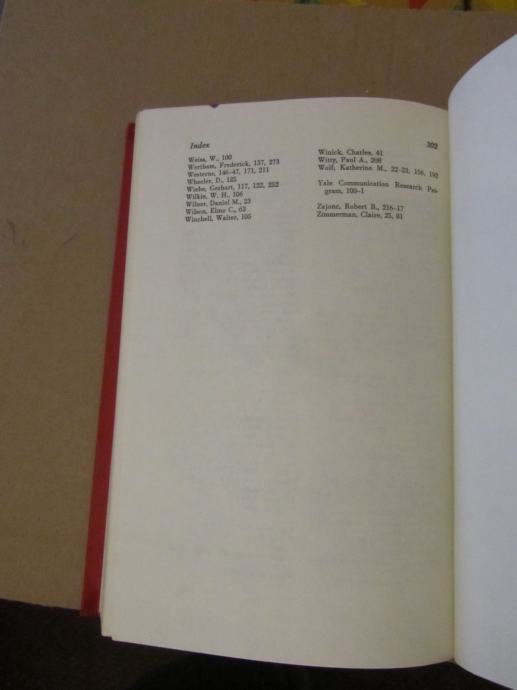 Index
302
Weiss, W., 100
Wertham, Frederick, 137, 273
Westerns, 146-47, 171, 211
Wheeler, D., 125
Wiebe, Gerhart, 117, 122, 252
Wilkie, W. H., 106
Wilner, Daniel M., 23
Wilson, Elmo C., 62
Winchell, Walter, 105
Winick, Charles, 41
Witty, Paul A., 208
Wolf, Katherine M., 22-23, 156, 192
Yale Communication Research Pro-
gram, 100-1
Zajonc, Robert B., 216-17
Zimmerman, Claire, 25, 81